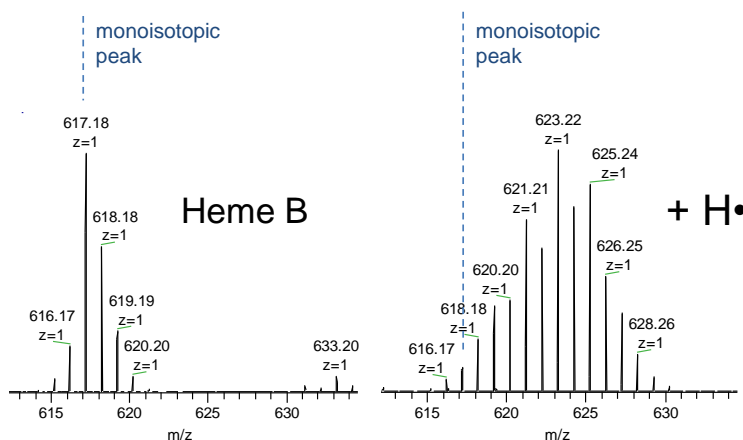 monoisotopic
peak
617.18
z=1
618.18
z=1
Heme B
616.17
z=1
619.19
z=1
620.20
z=1
633.20
z=1
615
620
625
630
m/z
monoisotopic
peak
623.22
z=1
625.24
z=1
621.21
z=1
+ H•
626.25
z=1
620.20
z=1
618.18
z=1
616.17
z=1
628.26
z=1
615
620
625
630
m/z